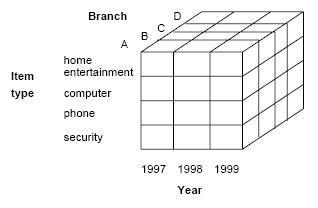 Branch
D
C
B
A
home
entertainment
Item
type
computer
phone
security
1997 1998 1999
Year